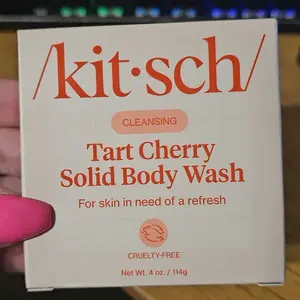 /kit•sch/
CLEANSING
Tart Cherry
Solid Body Wash
For skin in need of a refresh
CRUELTY-FREE
Net Wt. 4 oz. / 114g